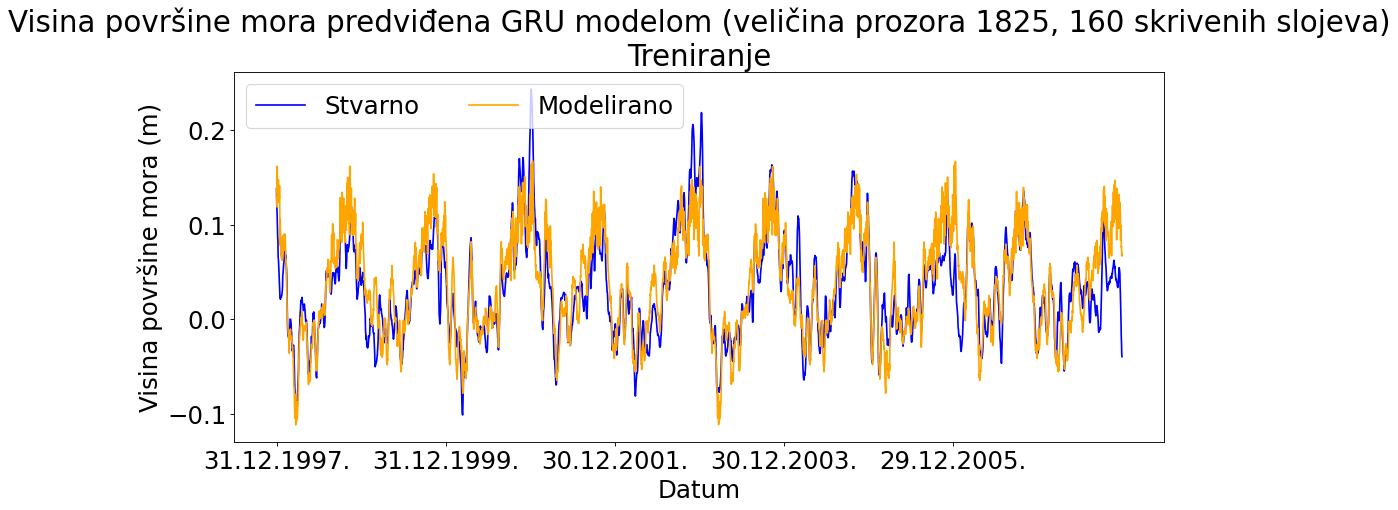 Visina površine mora predviđena GRU modelom (veličina prozora 1825, 160 skrivenih slojeva)
Treniranje
Stvarno
Modelirano
Visina površine mora (m)
0.2
0.1
0.0
−0.1
31.12.1997.
31.12.1999.
30.12.2001.
30.12.2003.
29.12.2005.
Datum